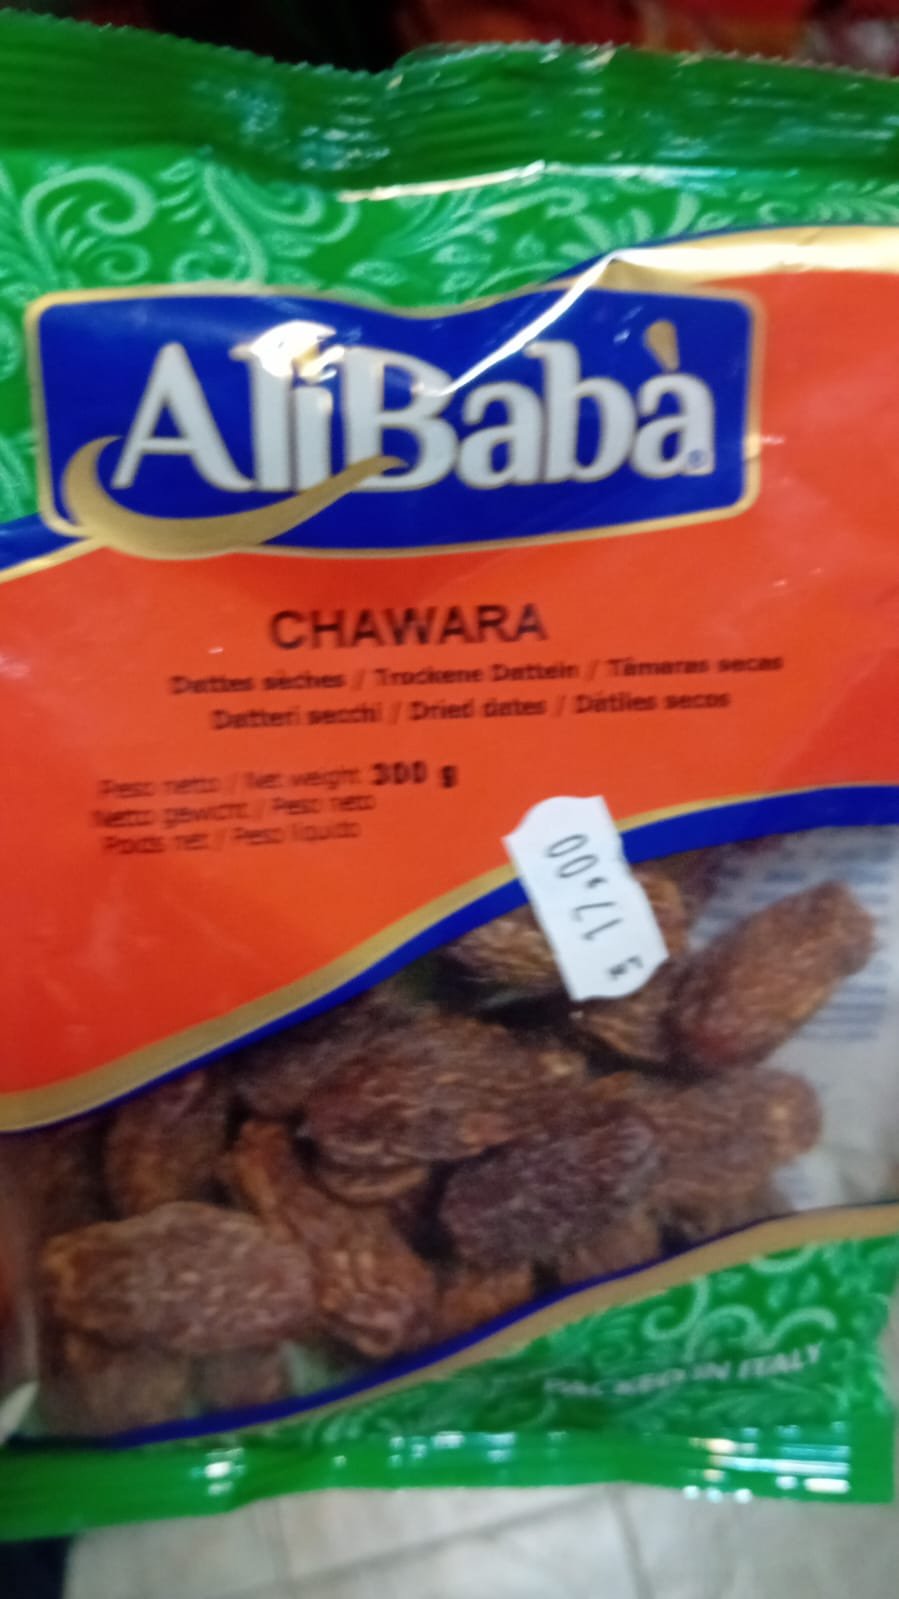 AliBabà
CHAWARA
Dattes sèches / Trockene Datteln / Tâmaras secas
Datteri secchi / Dried dates / Dátiles secos
Peso netto / Net weight 300 g
Netto gewicht / Peso neto
Poids net / Peso líquido
17,00
PACKED IN ITALY